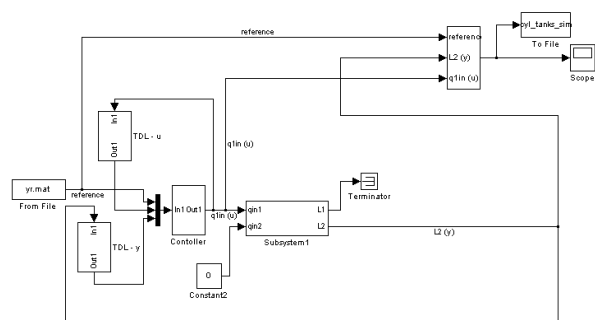 reference
reference
L2 (y)
q1in (u)
cyl_tanks_sim
To File
Scope
In1
Out1
TDL - u
q1in (u)
yr.mat
From File
reference
In1 Out1
Contoller
q1in (u)
qin1
qin2
L1
L2
Subsystem1
Terminator
L2 (y)
In1
Out1
TDL - y
0
Constant2